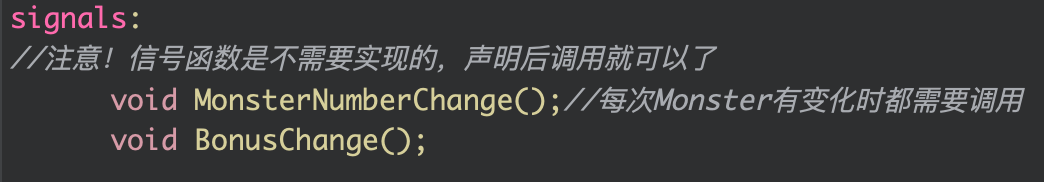 signals:
//注意！信号函数是不需要实现的，声明后调用就可以了
void MonsterNumberChange();//每次Monster有变化时都需要调用
void BonusChange();